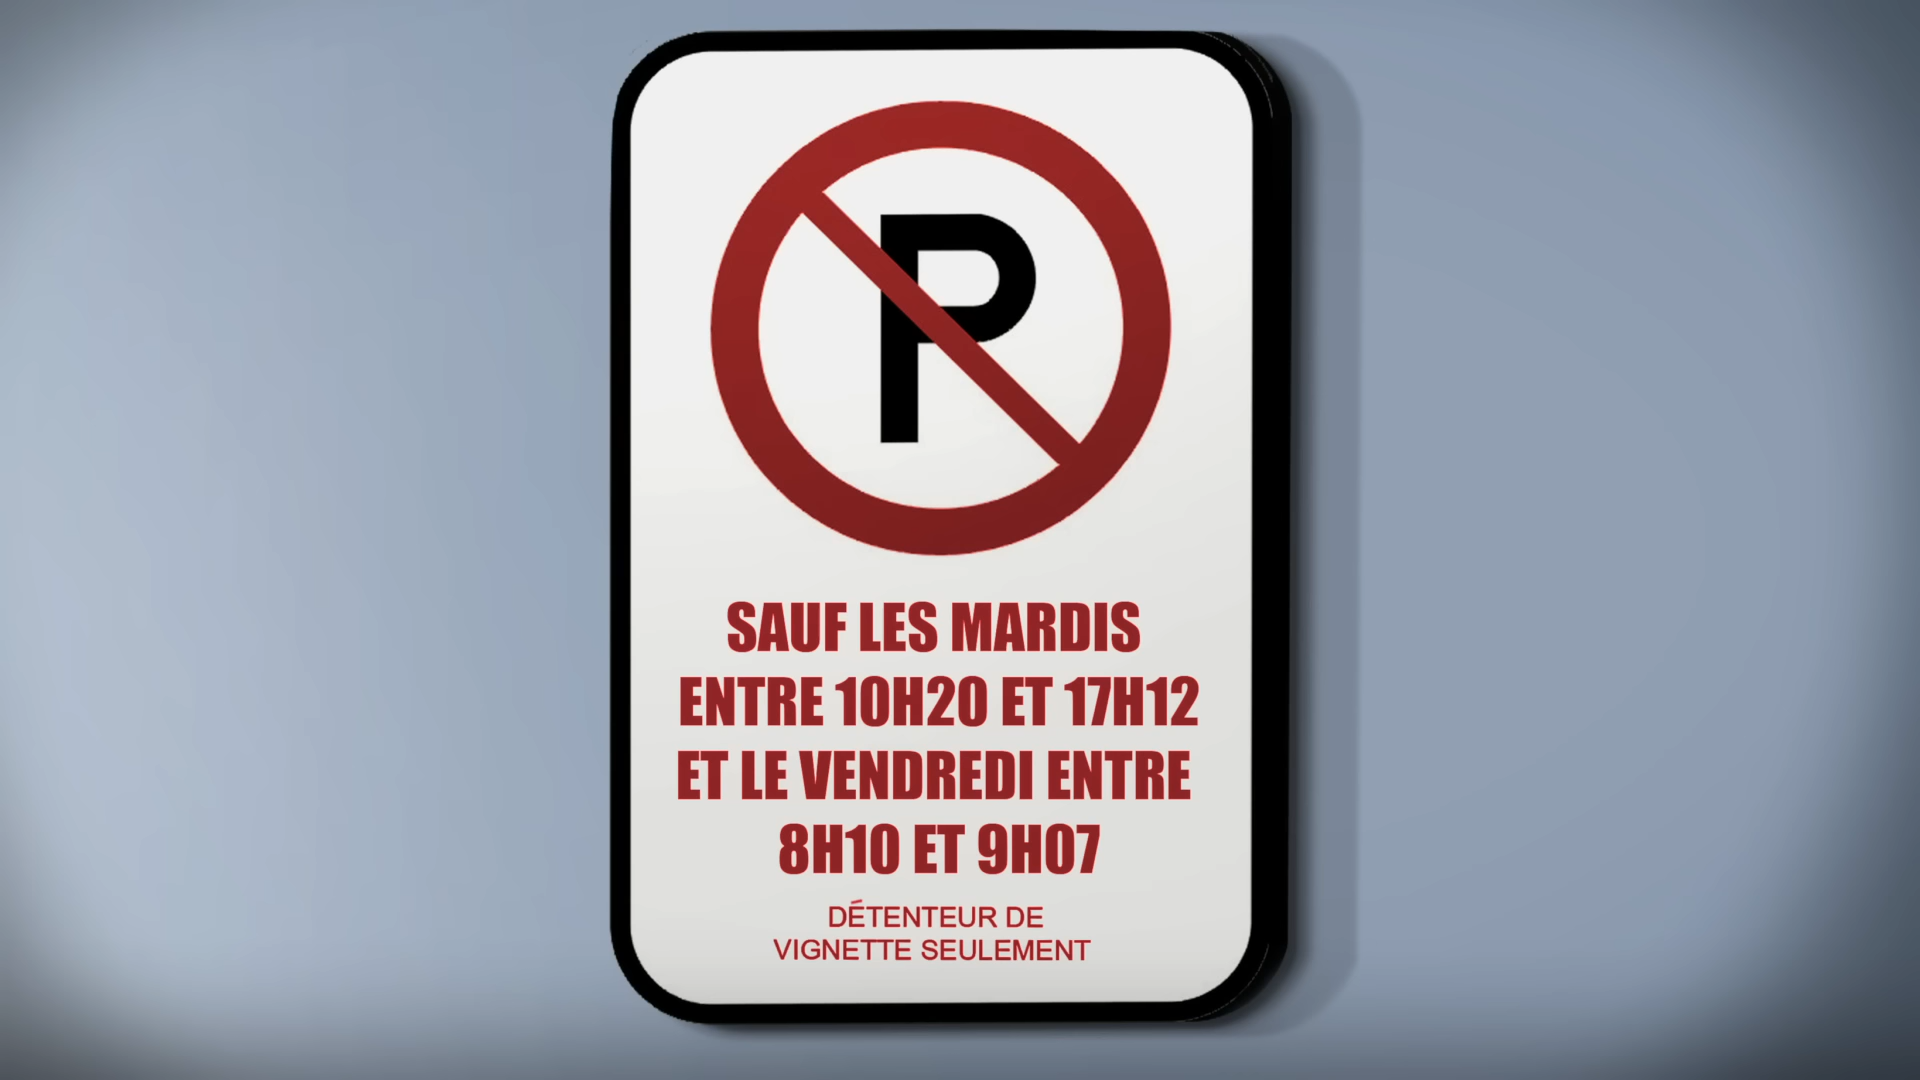 P
SAUF LES MARDIS
ENTRE 10H20 ET 17H12
ET LE VENDREDI ENTRE
8H10 ET 9H07
DÉTENTEUR DE
VIGNETTE SEULEMENT